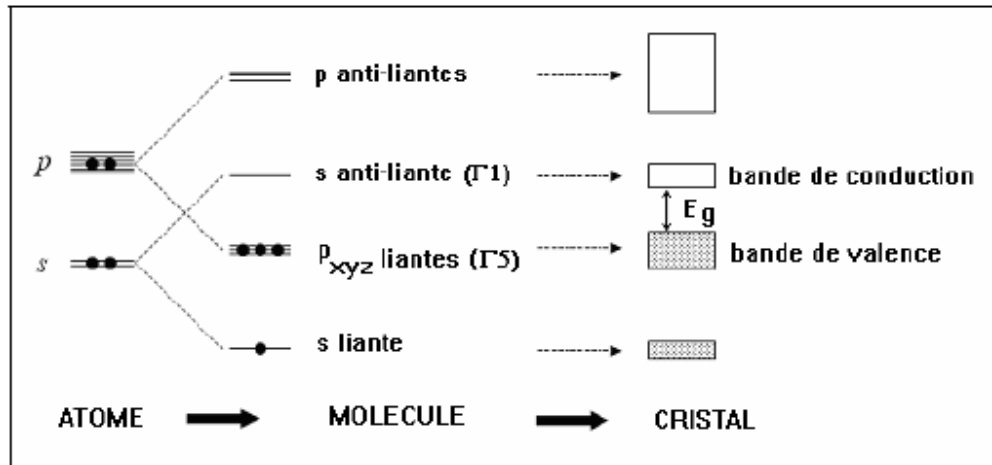 p anti-liantes
p
s anti-liante (Γ1)
bande de conduction
Eg
s
Pxyz liantes (Γ5)
bande de valence
s liante
ATOME MOLECULE CRISTAL